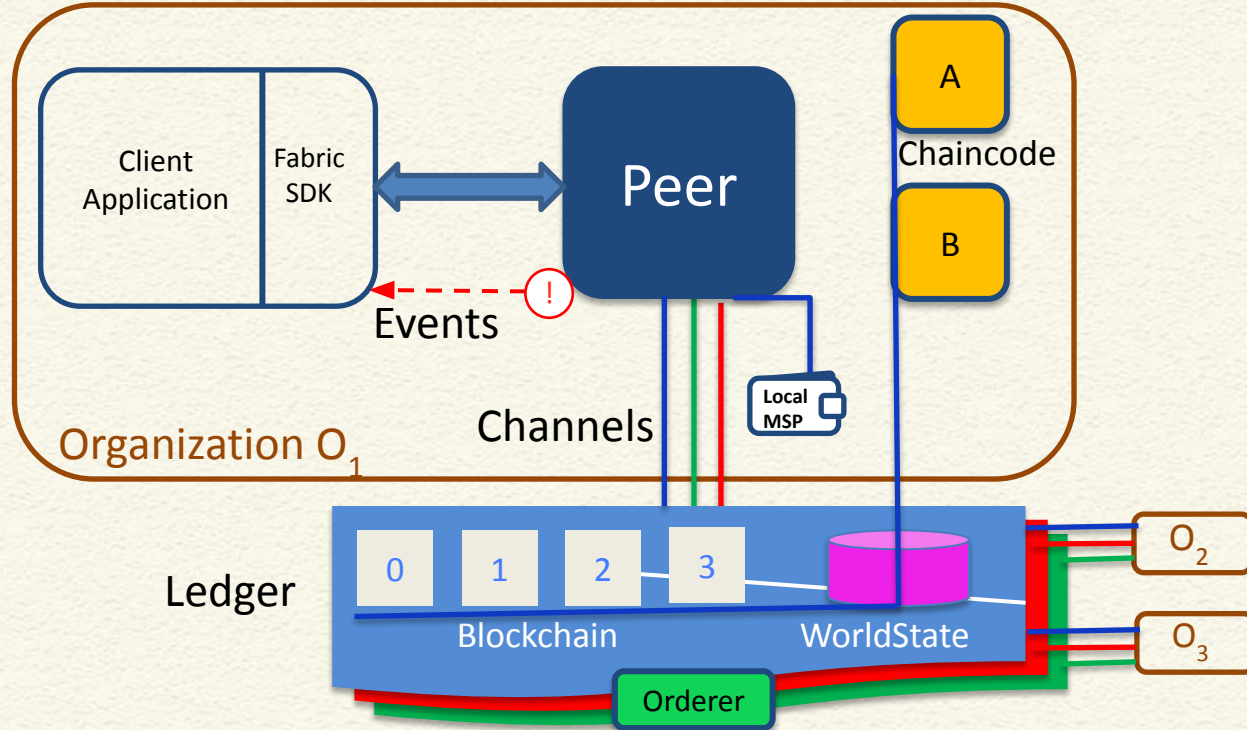 A
Client
Application
Fabric
SDK
Peer
Chaincode
B
!
Events
Local
MSP
Channels
Organization O₁
O₂
0
1
2
3
Ledger
Blockchain
WorldState
O₃
Orderer